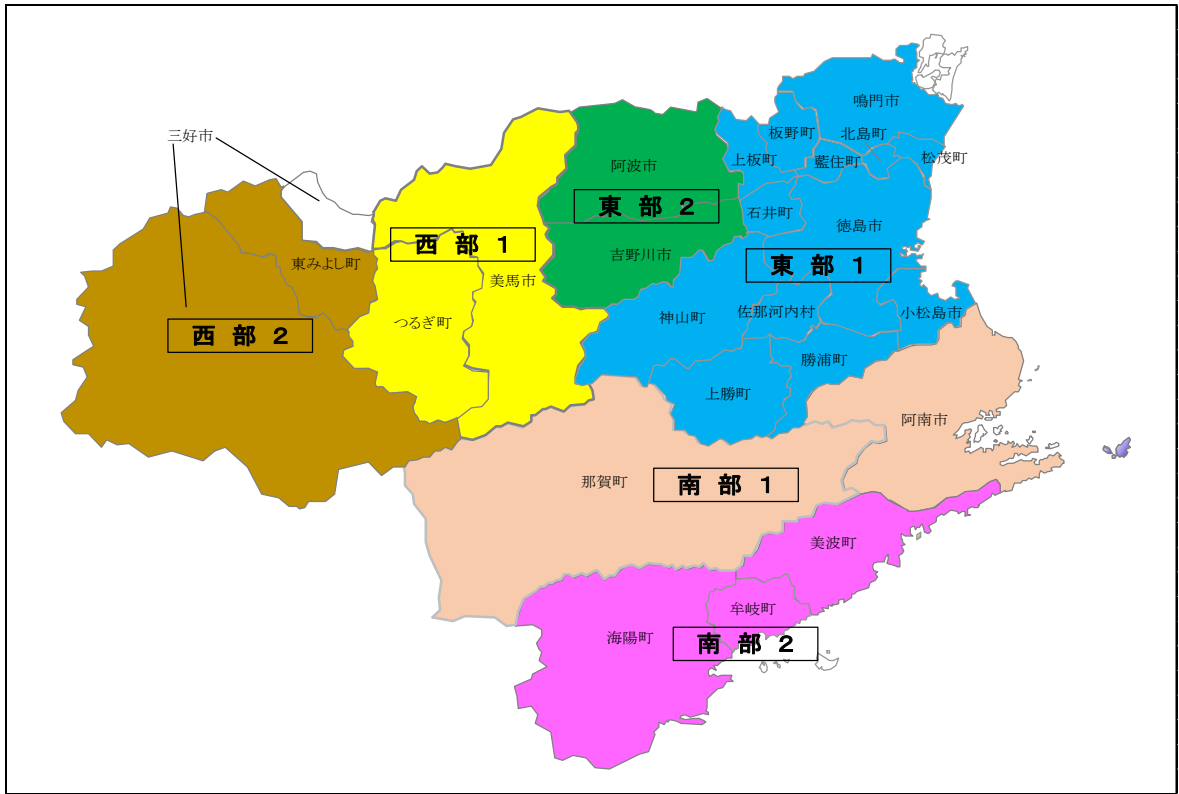 鳴門市
板野町
北島町
三好市
上板町
藍住町
松茂町
阿波市
東部2
石井町
徳島市
西部1
吉野川市
東部1
東みよし町
美馬市
つるぎ町
神山町
佐那河内村
小松島市
西部2
勝浦町
上勝町
阿南市
那賀町
南部1
美波町
牟岐町
海陽町
南部2